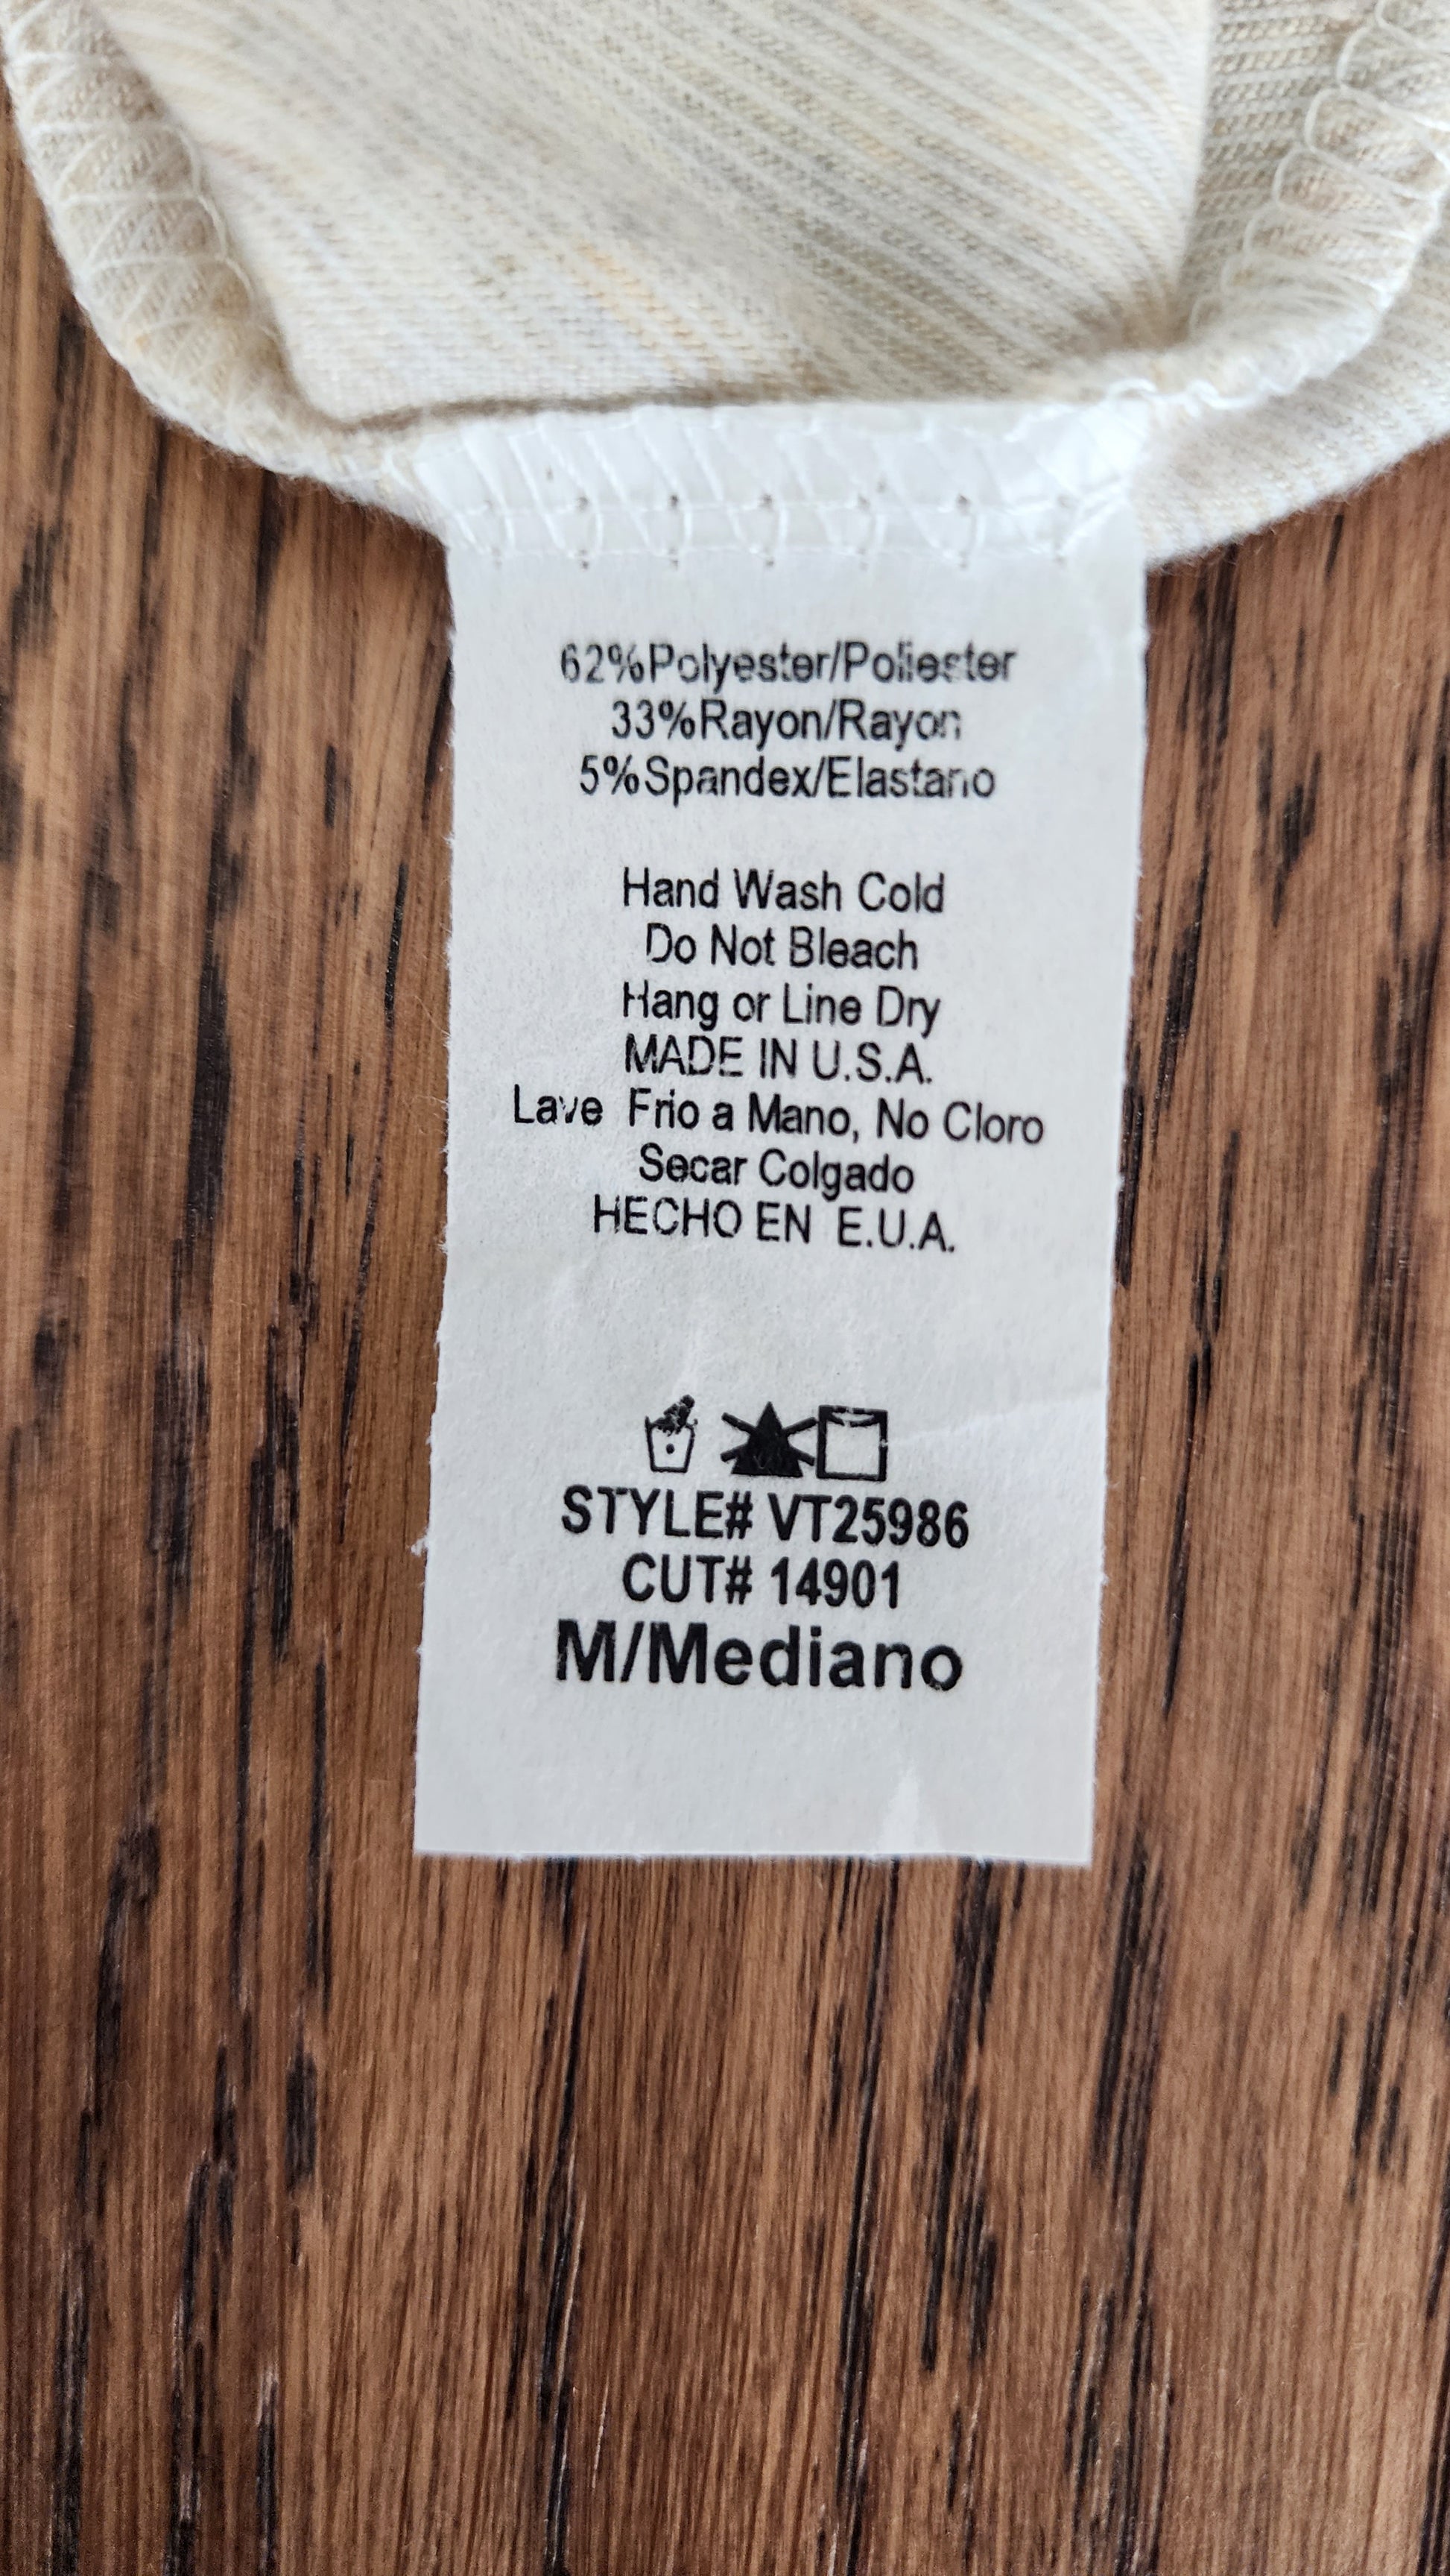 62%Polyester/Poliester
33%Rayon/Rayon
5%Spandex/Elastano
Hand Wash Cold
Do Not Bleach
Hang or Line Dry
MADE IN U.S.A.
Lave Frio a Mano, No Cloro
Secar Colgado
HECHO EN E.U.A.
STYLE# VT25986
CUT# 14901
M/Mediano